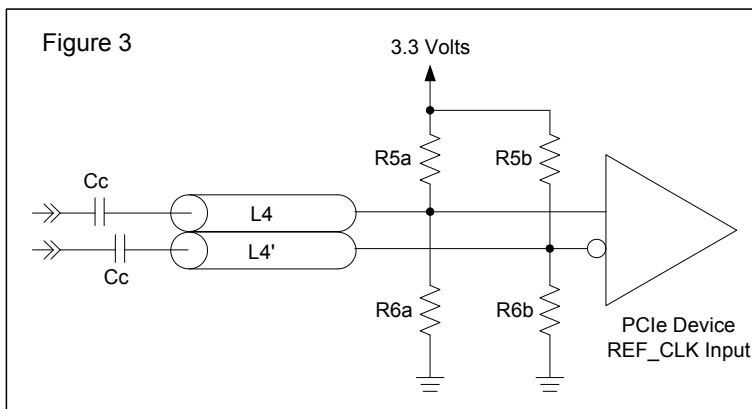 Figure 3
3.3 Volts
R5a
R5b
Cc
L4
L4'
Cc
R6a
R6b
PCIe Device
REF_CLK Input